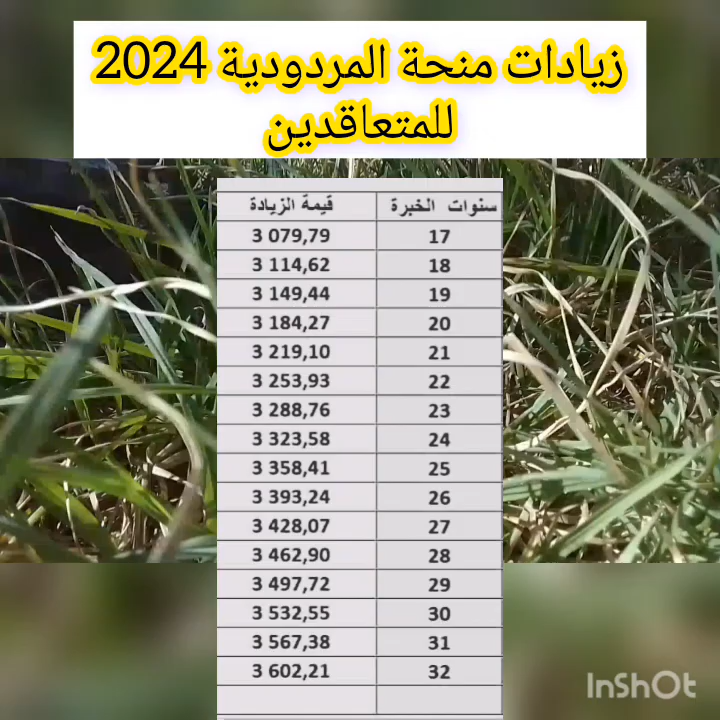 زيادات منحة المردودية 2024
للمتعاقدين
سنوات الخبرة قيمة الزيادة
17 3 079,79
18 3 114,62
19 3 149,44
20 3 184,27
21 3 219,10
22 3 253,93
23 3 288,76
24 3 323,58
25 3 358,41
26 3 393,24
27 3 428,07
28 3 462,90
29 3 497,72
30 3 532,55
31 3 567,38
32 3 602,21
InShOt